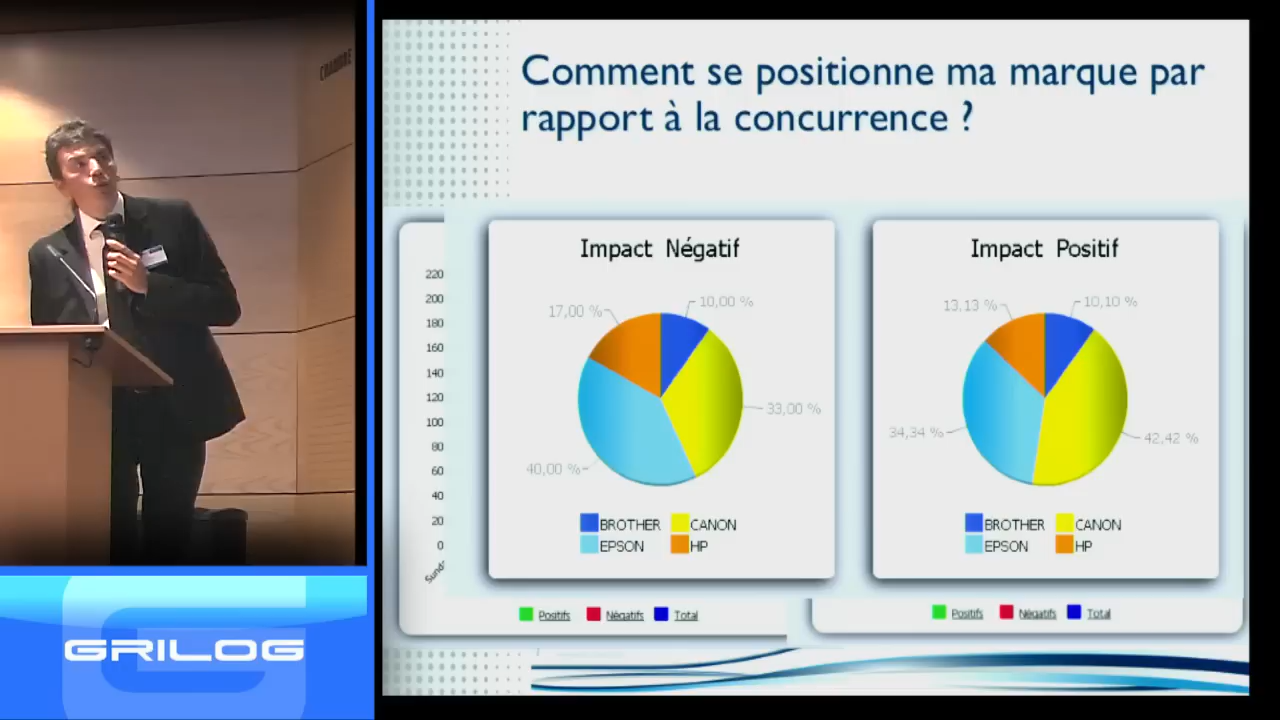 CHAMBRE
Comment se positionne ma marque par
rapport à la concurrence ?
Impact Négatif
17,00 %
10,00 %
33,00 %
40,00 %
BROTHER
CANON
EPSON
HP
Impact Positif
13,13 %
10,10 %
34,34 %
42,42 %
BROTHER
CANON
EPSON
HP
220
200
180
160
140
120
100
80
60
40
20
0
Positifs Négatifs Total
Positifs Négatifs Total
GRILOG